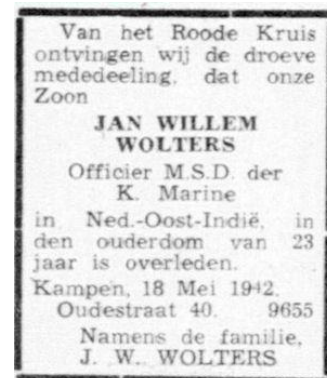 Van het Roode Kruis
ontvingen wij de droeve
mededeeling, dat onze
Zoon
JAN WILLEM
WOLTERS
Officier M.S.D. der
K. Marine
in Ned.-Oost-Indië, in
den ouderdom van 23
jaar is overleden.
Kampen, 18 Mei 1942.
Oudestraat 40. 9655
Namens de familie,
J. W. WOLTERS